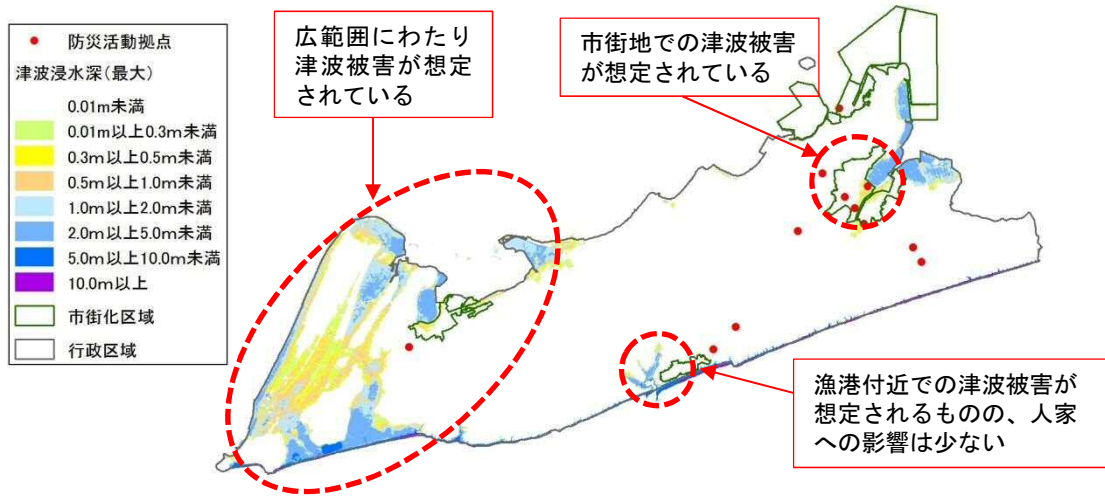 防災活動拠点
津波浸水深(最大)
0.01m未満
0.01m以上0.3m未満
0.3m以上0.5m未満
0.5m以上1.0m未満
1.0m以上2.0m未満
2.0m以上5.0m未満
5.0m以上10.0m未満
10.0m以上
市街化区域
行政区域
広範囲にわたり
津波被害が想定
されている
市街地での津波被害
が想定されている
漁港付近での津波被害が
想定されるものの、人家
への影響は少ない